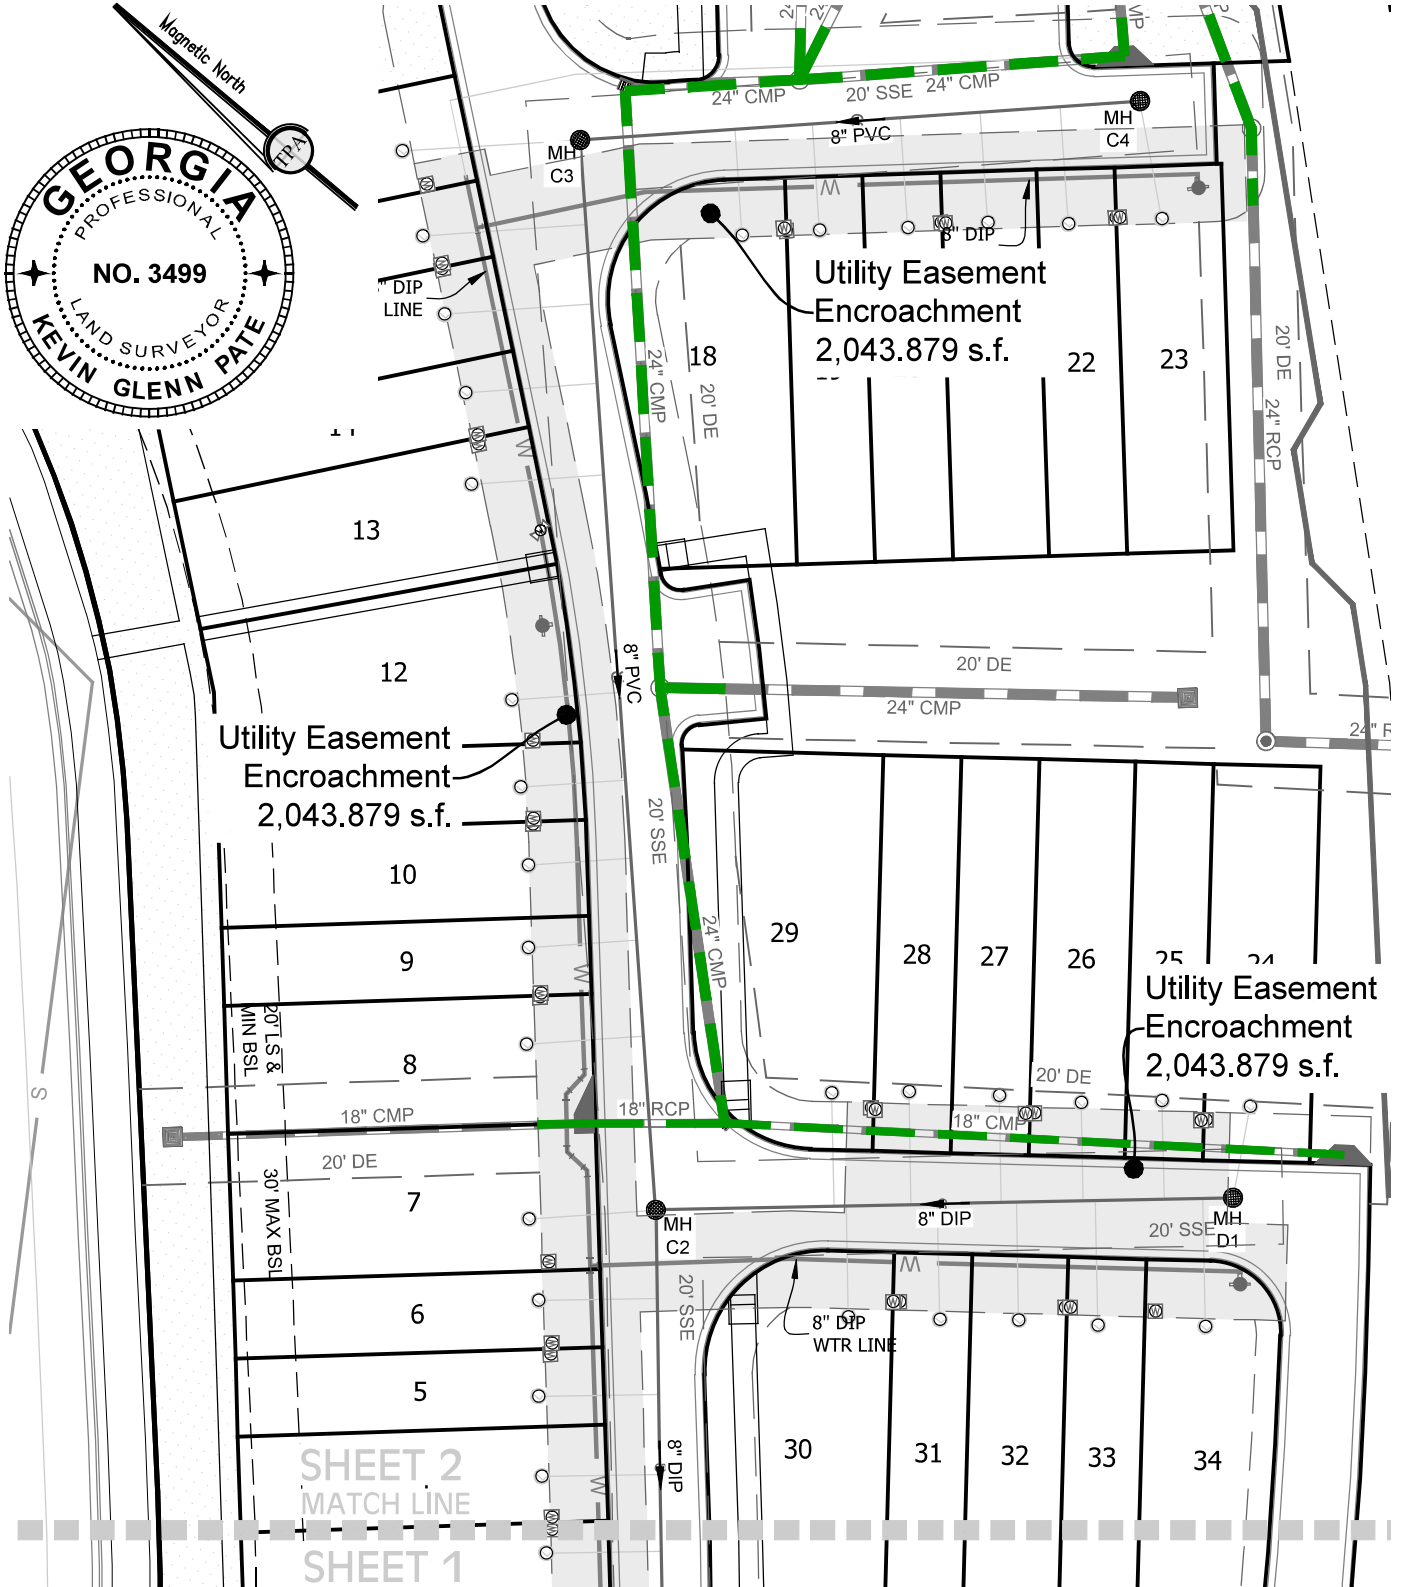 Magnetic North
TPA
GEORGIA
PROFESSIONAL
NO. 3499
LAND SURVEYOR
KEVIN GLENN PATE
24" CMP
20' SSE
24" CMP
8" PVC
MH
C3
MH
C4
W
8" DIP
" DIP
LINE
Utility Easement
Encroachment
2,043.879 s.f.
18
22
23
24" CMP
20' DE
20' DE
24" RCP
W
13
12
8" PVC
20' DE
24" CMP
Utility Easement
Encroachment
2,043.879 s.f.
20' SSE
24" CMP
10
9
8
20' LS &
MIN BSL
29
28
27
26
25
24
Utility Easement
Encroachment
2,043.879 s.f.
W
S
18" CMP
18" RCP
20' DE
18" CMP
20' DE
30' MAX BSL
7
MH
C2
8" DIP
MH
D1
20' SSE
W
20' SSE
8" DIP
WTR LINE
6
5
8" DIP
W
30
31
32
33
34
SHEET 2
MATCH LINE
SHEET 1